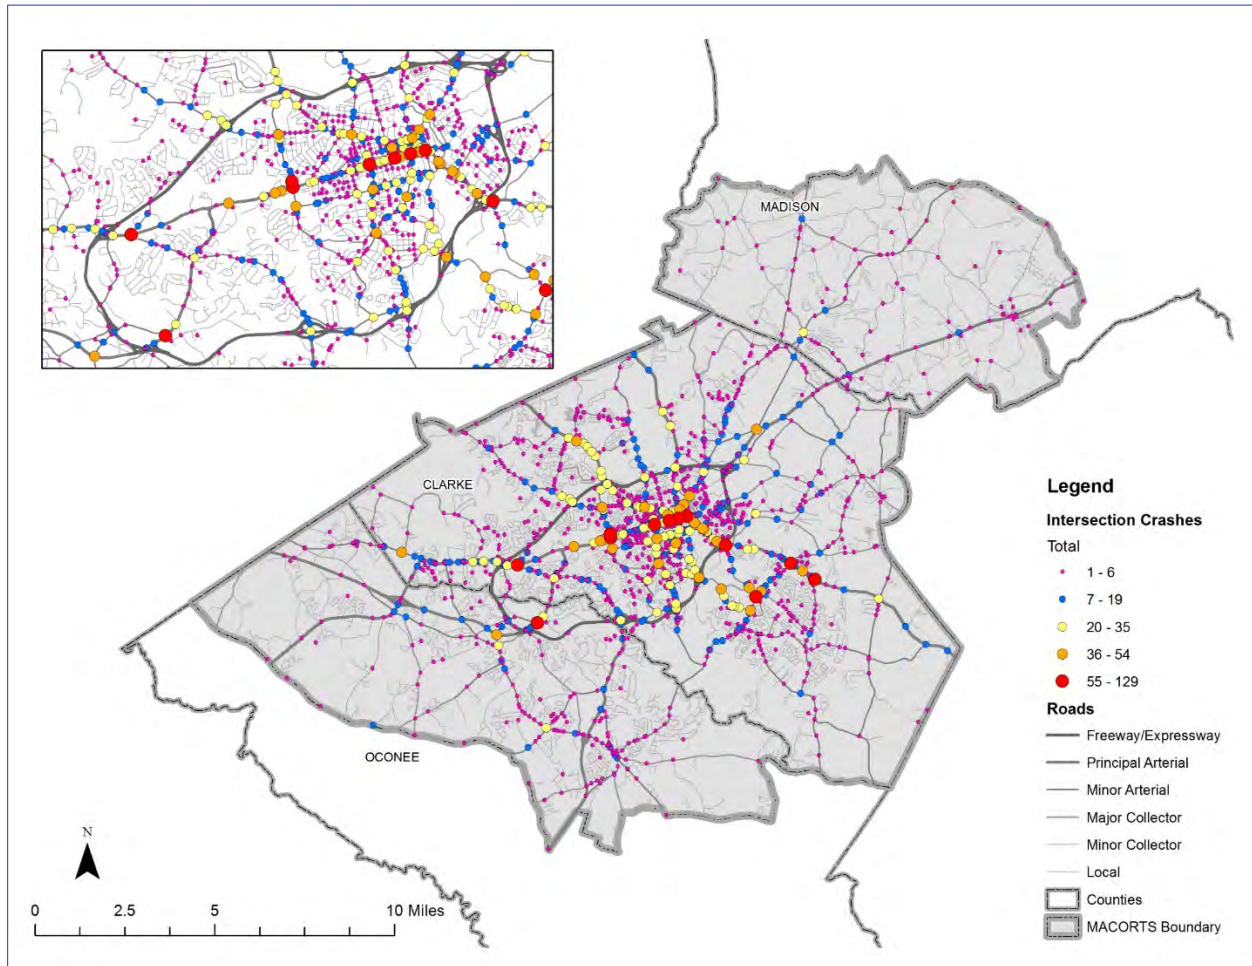 MADISON
CLARKE
OCONEE
Legend
Intersection Crashes
Total
1 - 6
7 - 19
20 - 35
36 - 54
55 - 129
Roads
Freeway/Expressway
Principal Arterial
Minor Arterial
Major Collector
Minor Collector
Local
Counties
MACORTS Boundary
N
0 2.5 5 10 Miles